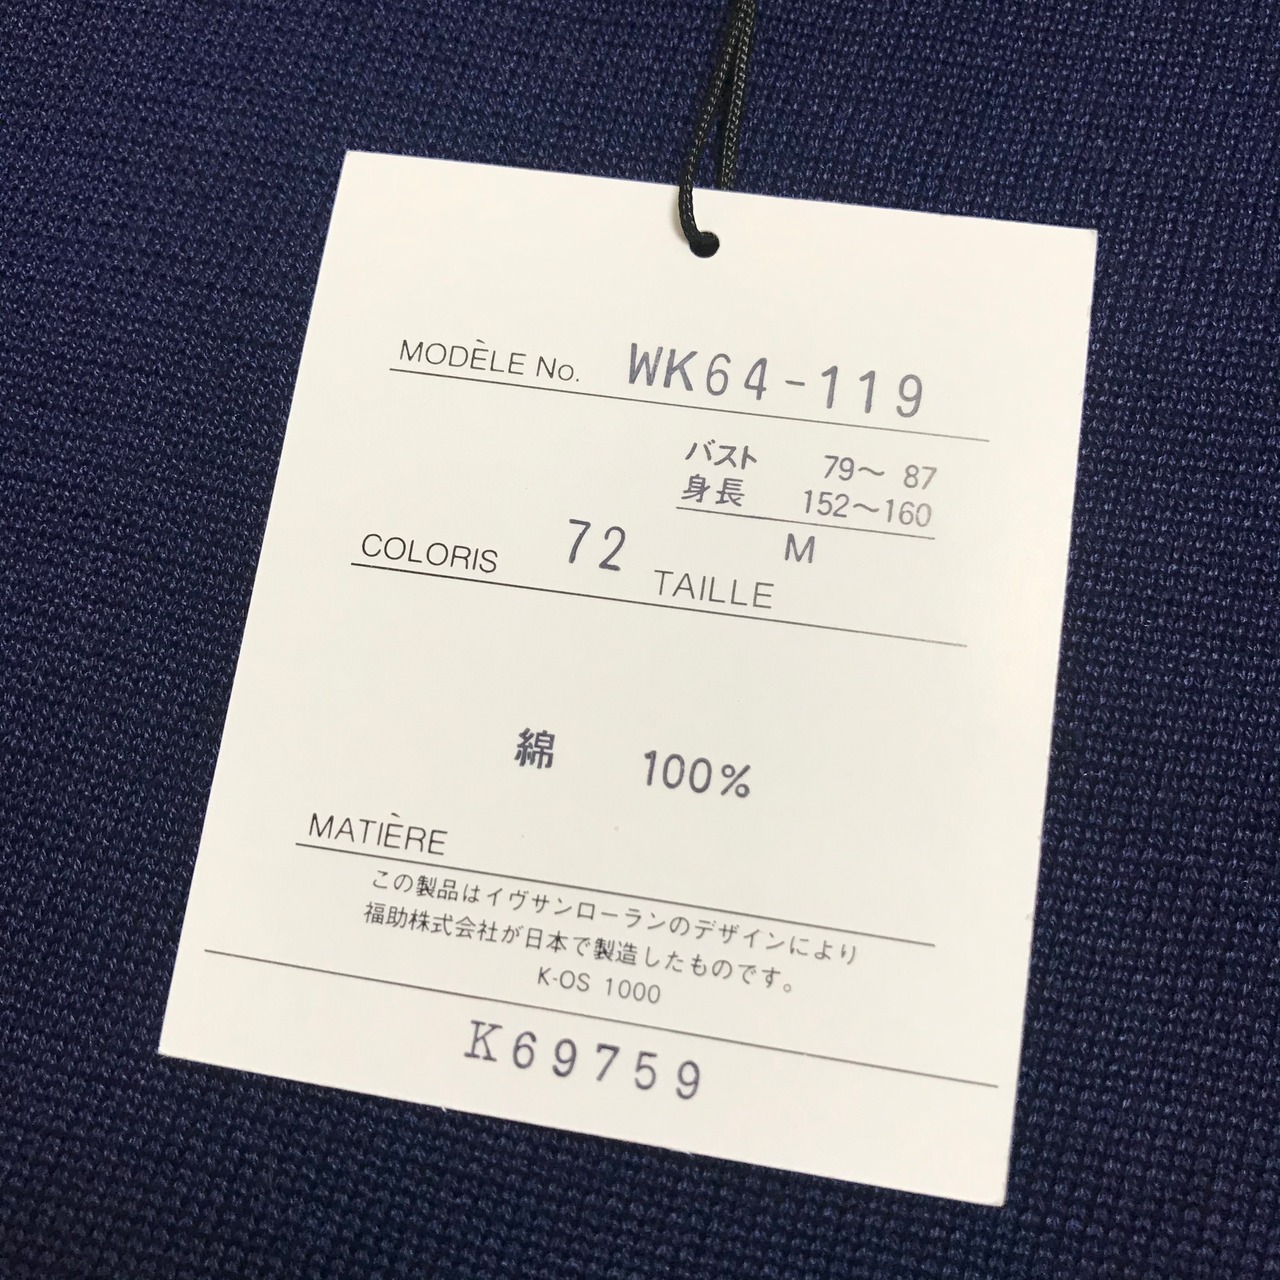 MODÈLE No. WK64-119
バスト 79～ 87
身長 152～160
COLORIS 72 TAILLE M
綿 100%
MATIÈRE
この製品はイヴサンローランのデザインにより
福助株式会社が日本で製造したものです。
K-OS 1000
K69759